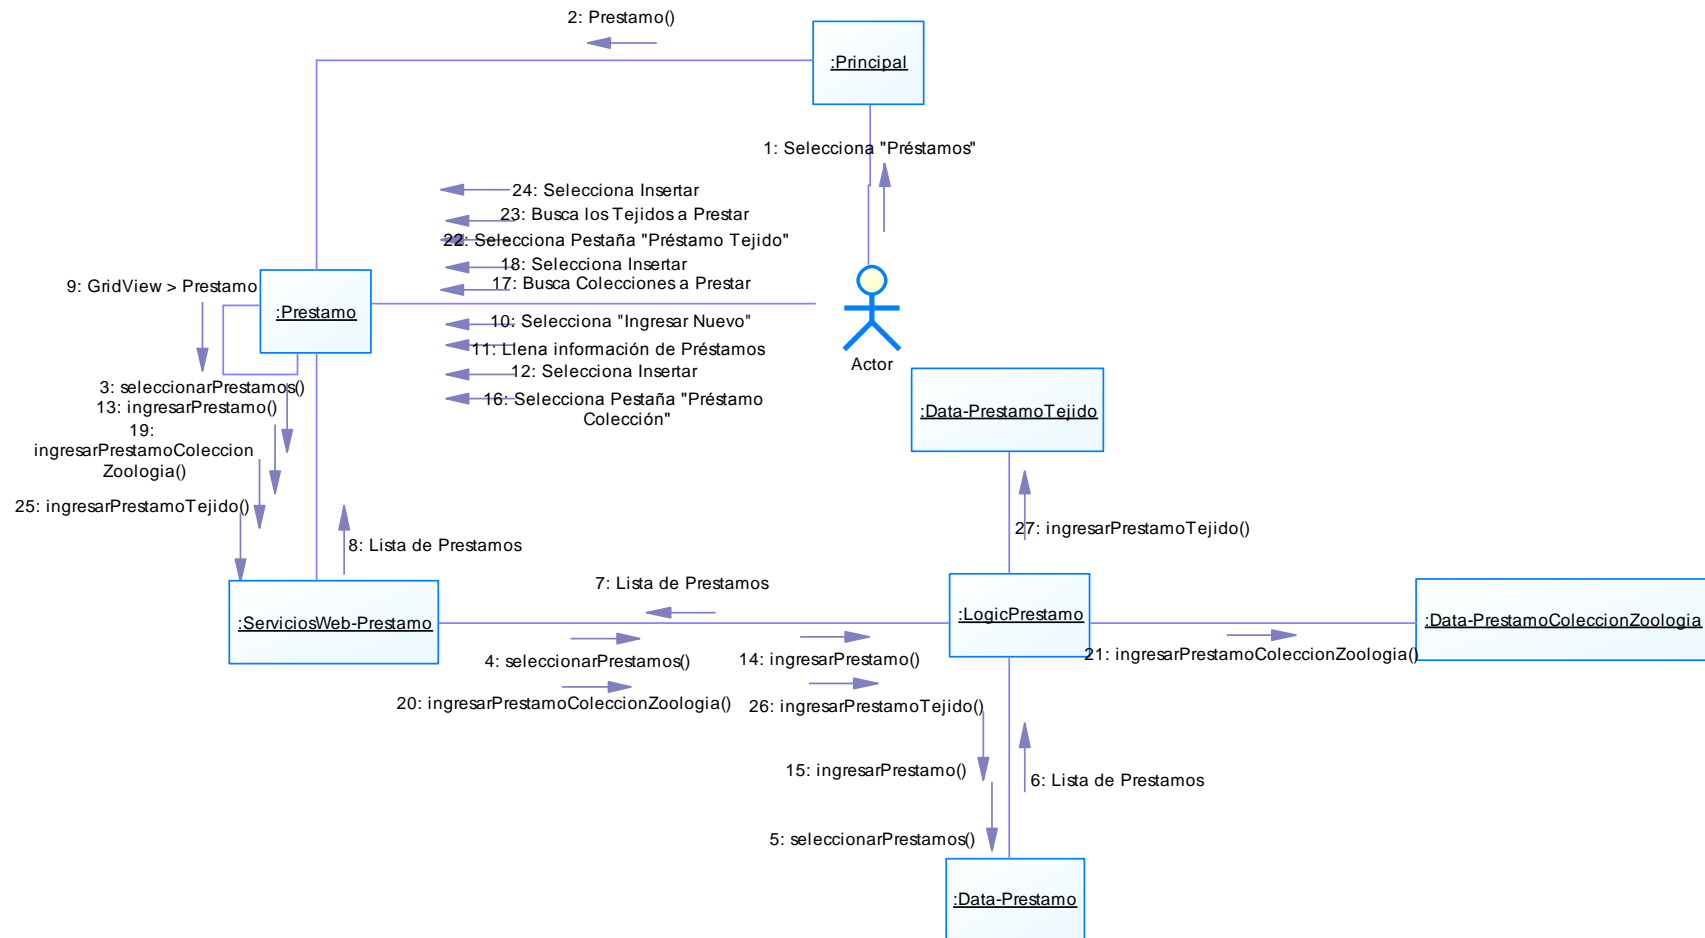 2: Prestamo()
:Principal
1: Selecciona "Préstamos"
24: Selecciona Insertar
23: Busca los Tejidos a Prestar
22: Selecciona Pestaña "Préstamo Tejido"
18: Selecciona Insertar
17: Busca Colecciones a Prestar
9: GridView > Prestamo
:Prestamo
10: Selecciona "Ingresar Nuevo"
11: Llena información de Préstamos
12: Selecciona Insertar
16: Selecciona Pestaña "Préstamo
Colección"
Actor
3: seleccionarPrestamos()
13: ingresarPrestamo()
19:
ingresarPrestamoColeccion
Zoologia()
25: ingresarPrestamoTejido()
:Data-PrestamoTejido
27: ingresarPrestamoTejido()
8: Lista de Prestamos
7: Lista de Prestamos
:ServiciosWeb-Prestamo
:LogicPrestamo
:Data-PrestamoColeccionZoologia
4: seleccionarPrestamos()
14: ingresarPrestamo()
21: ingresarPrestamoColeccionZoologia()
20: ingresarPrestamoColeccionZoologia()
26: ingresarPrestamoTejido()
15: ingresarPrestamo()
6: Lista de Prestamos
5: seleccionarPrestamos()
:Data-Prestamo